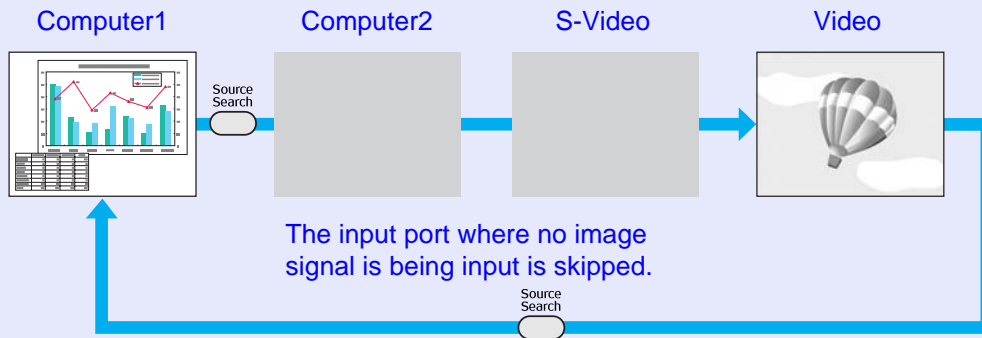 Computer1 Computer2 S-Video Video
Source
Search
The input port where no image
signal is being input is skipped.
Source
Search